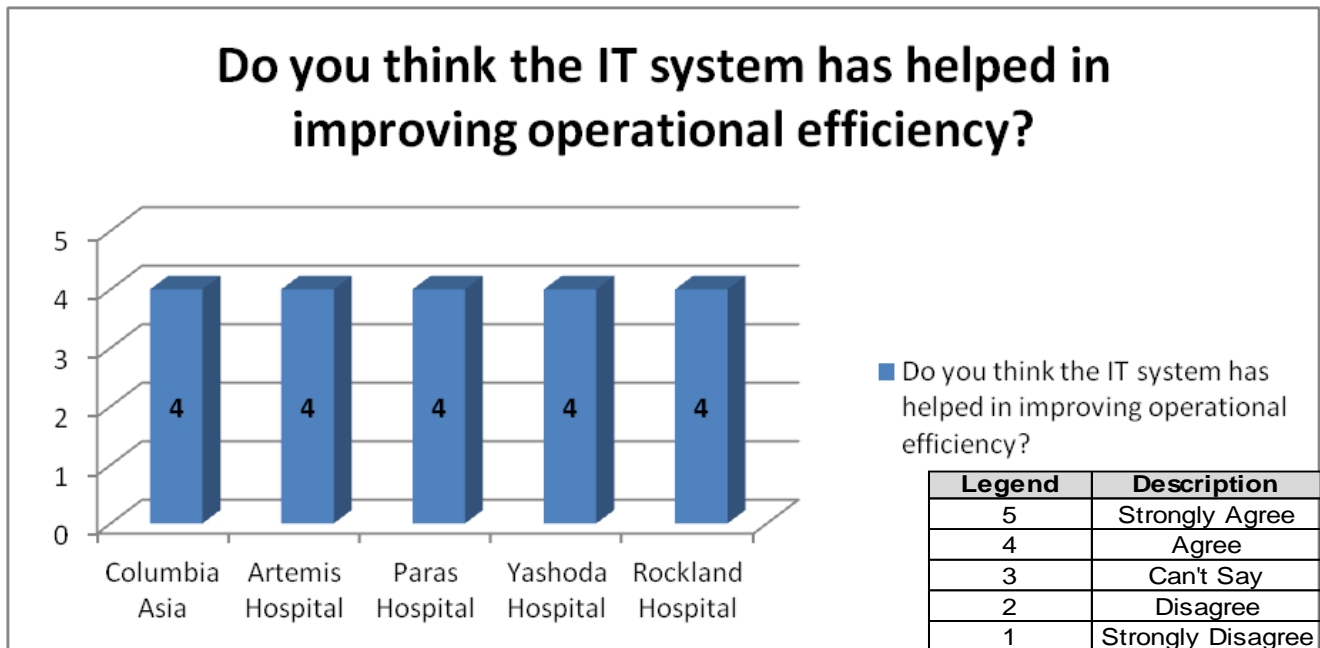 Do you think the IT system has helped in
improving operational efficiency?
5
4
3
2
1
0
4 4 4 4 4
Columbia Asia
Artemis Hospital
Paras Hospital
Yashoda Hospital
Rockland Hospital
Do you think the IT system has
helped in improving operational
efficiency?
Legend Description
5 Strongly Agree
4 Agree
3 Can't Say
2 Disagree
1 Strongly Disagree